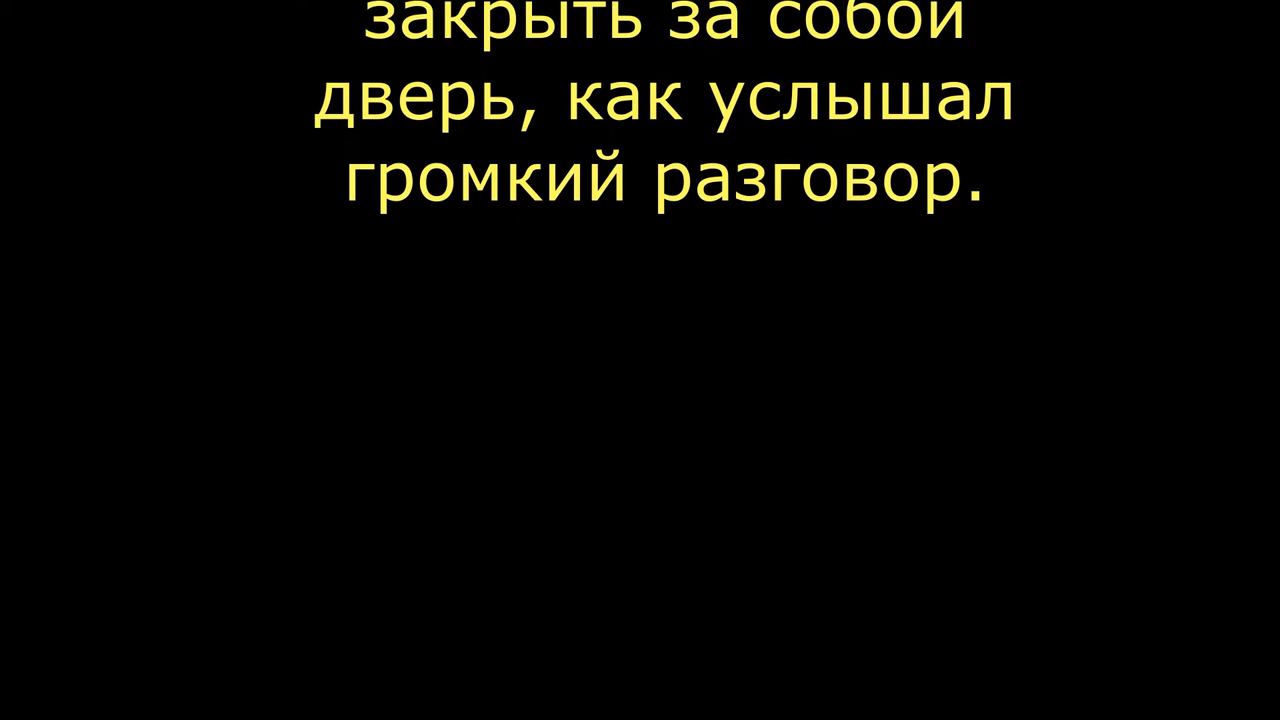 закрыть за собой
дверь, как услышал
громкий разговор.